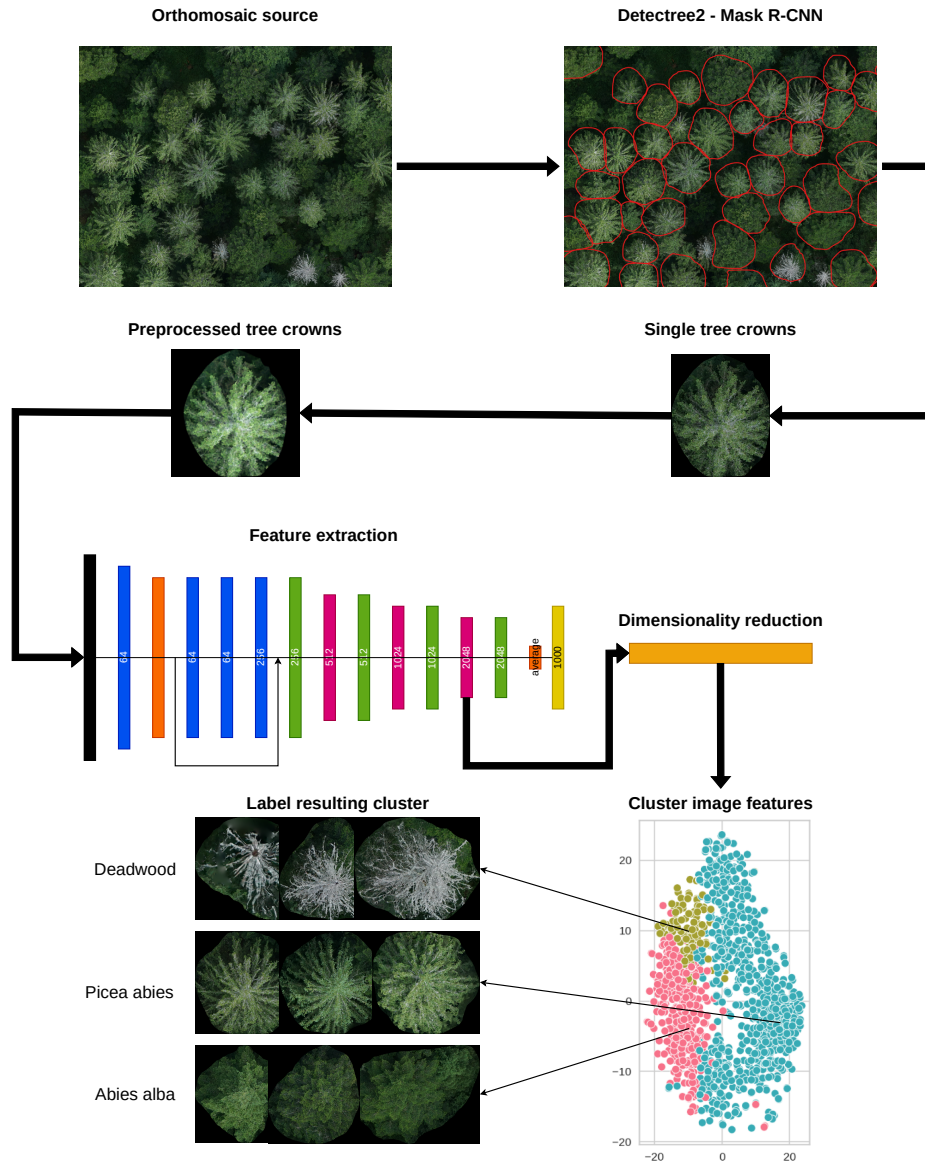 Orthomosaic source
Detectree2 - Mask R-CNN
Preprocessed tree crowns
Single tree crowns
Feature extraction
64
64
64
256
256
512
512
1024
1024
2048
2048
average
1000
Dimensionality reduction
Label resulting cluster
Cluster image features
Deadwood
Picea abies
Abies alba
20
10
0
−10
−20
−20
0
20